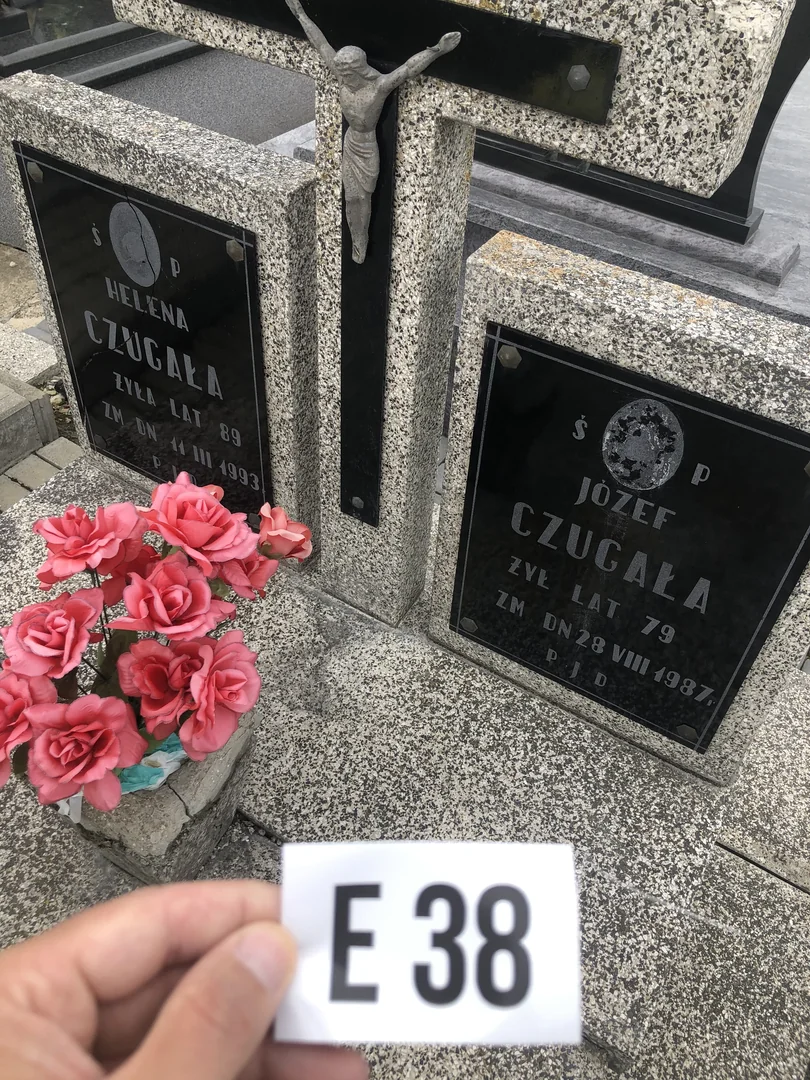 Ś P
HELENA
CZUGAŁA
ŻYŁA LAT 89
ZM DN 11 III 1993
P J D
Ś P
JÓZEF
CZUGAŁA
ŻYŁ LAT 79
ZM DN 28 VIII 1987,
P J D
E 38